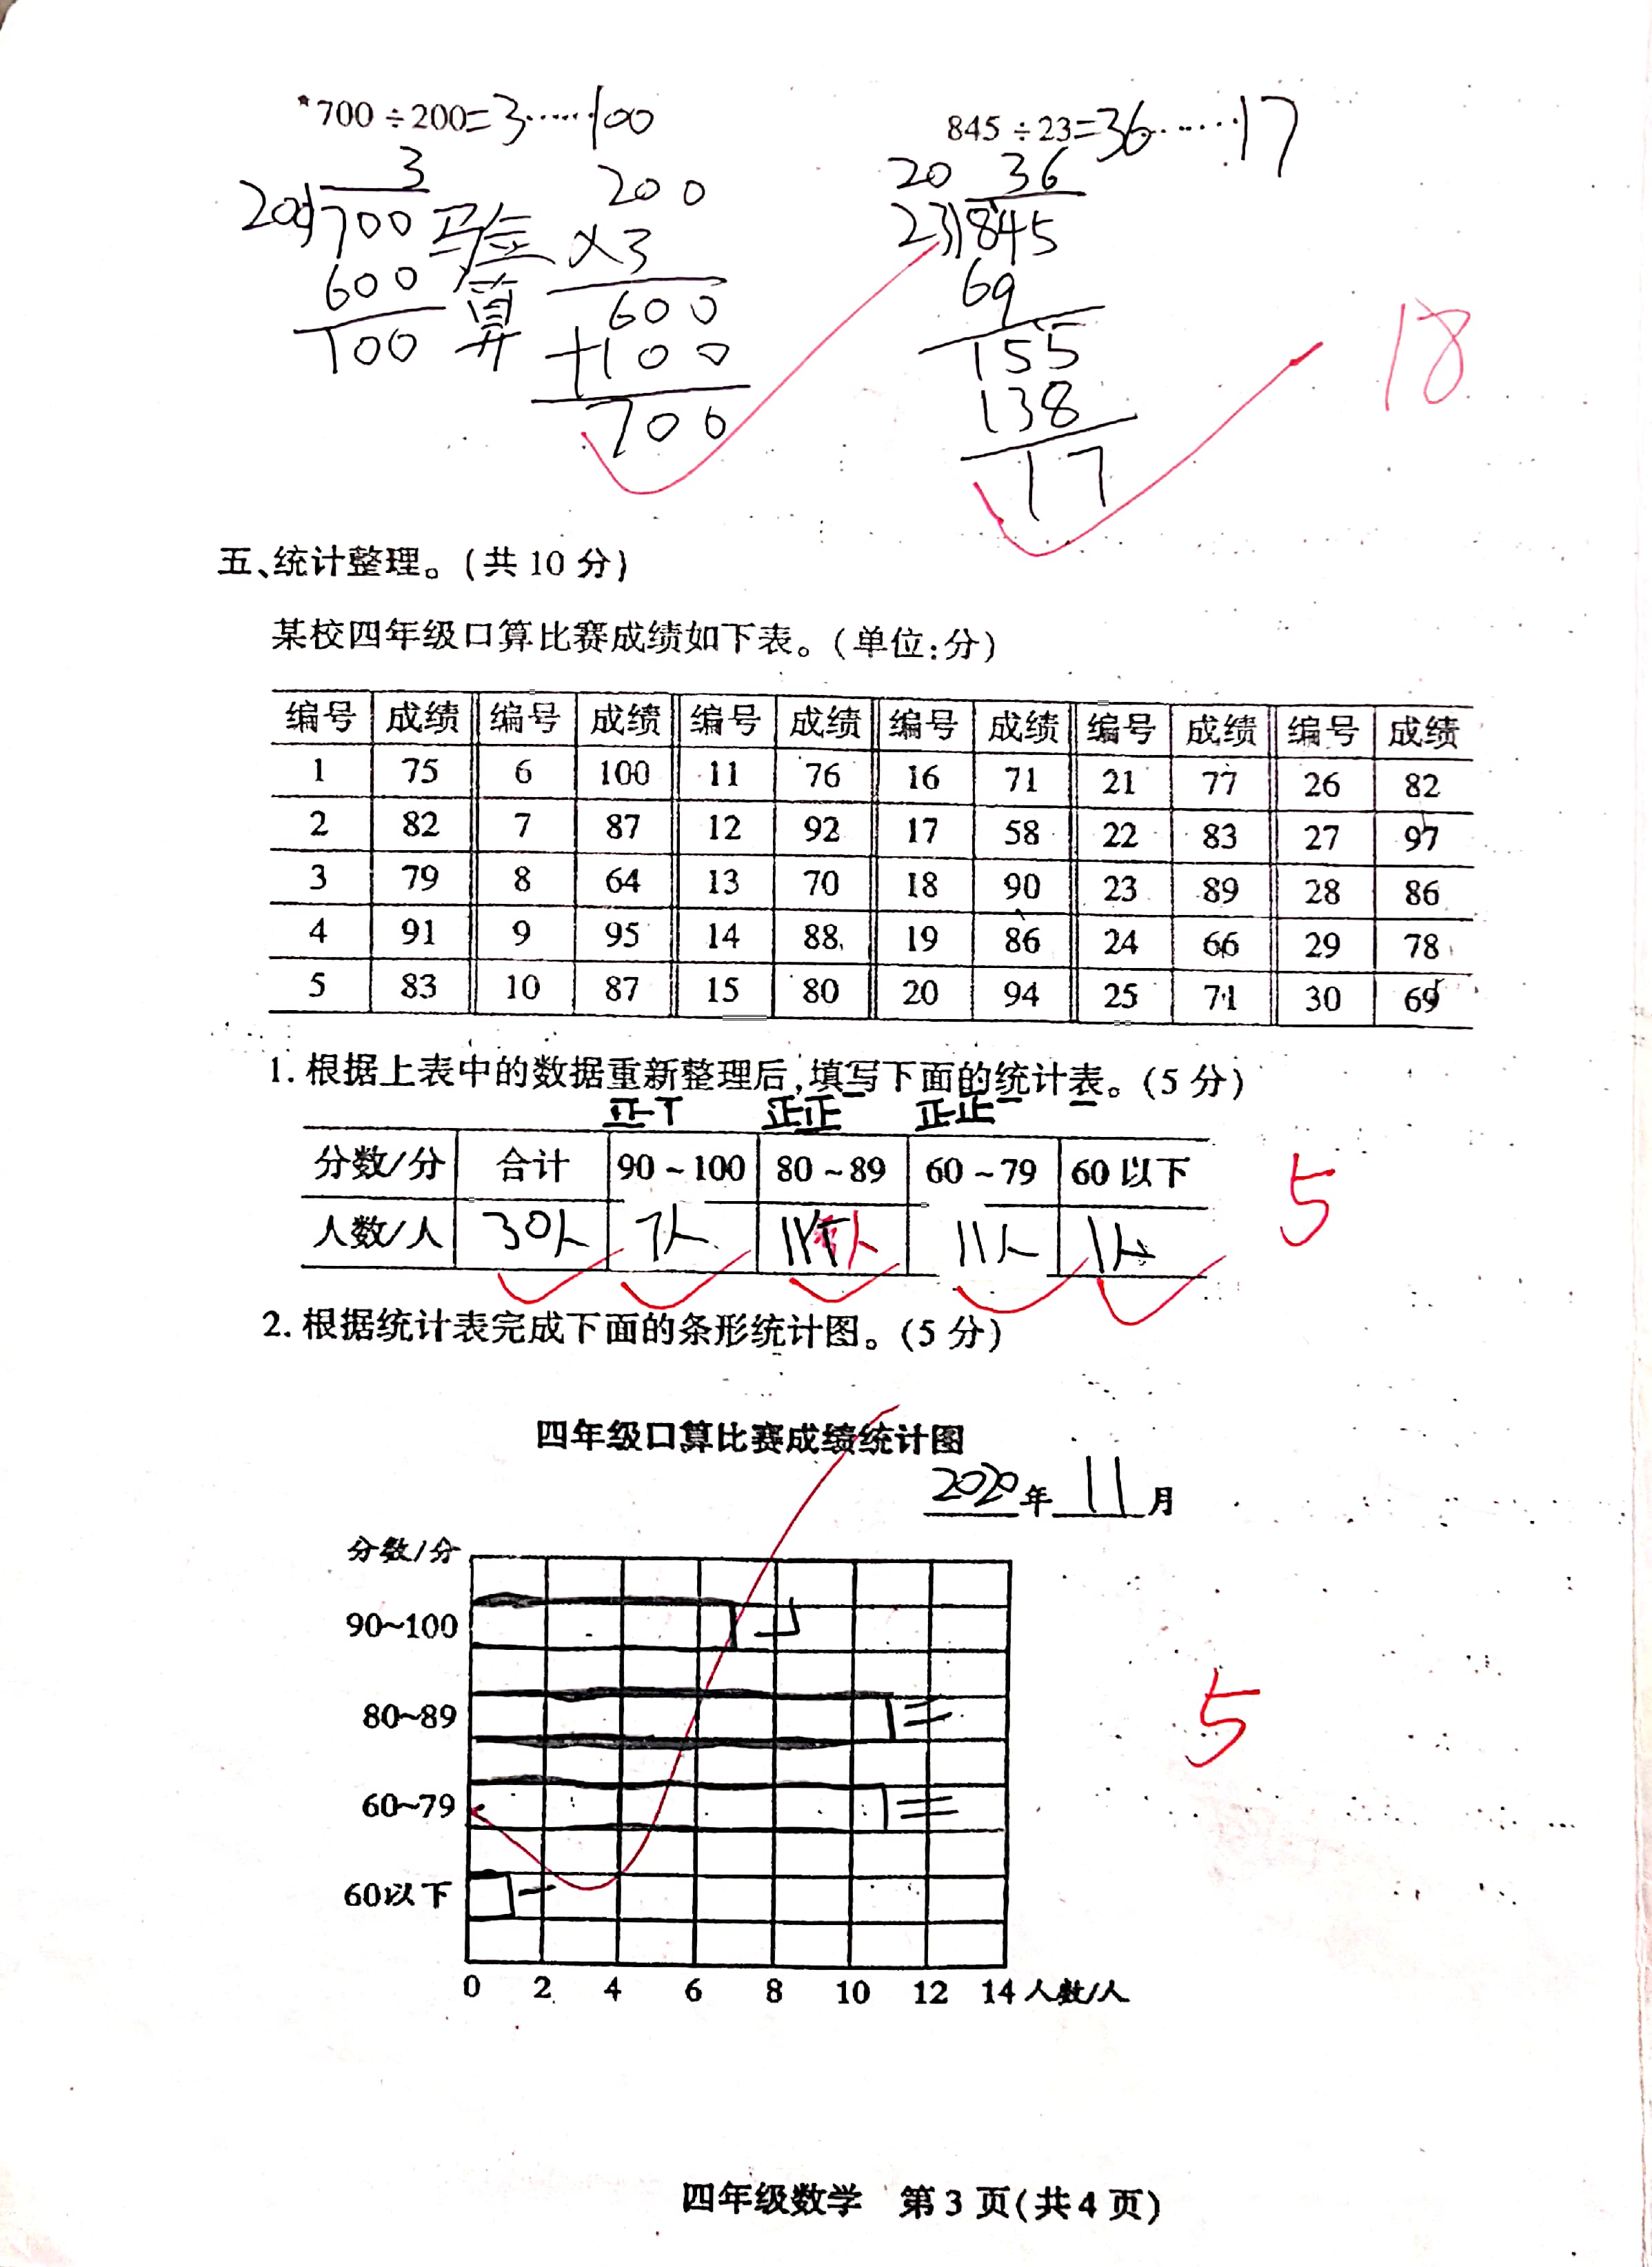 *700÷200=3……100
845÷23=36……17
3
200)700
600
100
验算
200
×3
600
+100
700
20 36
23)845
69
155
138
17
18
五、统计整理。(共10分)
某校四年级口算比赛成绩如下表。(单位:分)
编号 成绩 编号 成绩 编号 成绩 编号 成绩 编号 成绩 编号 成绩
1 75 6 100 11 76 16 71 21 77 26 82
2 82 7 87 12 92 17 58 22 83 27 97
3 79 8 64 13 70 18 90 23 89 28 86
4 91 9 95 14 88 19 86 24 66 29 78
5 83 10 87 15 80 20 94 25 71 30 69
1.根据上表中的数据重新整理后,填写下面的统计表。(5分)
正丅 正正一 正正一 一
分数/分 合计 90~100 80~89 60~79 60以下
人数/人 30人 7人 11人 11人 1人
5
2.根据统计表完成下面的条形统计图。(5分)
四年级口算比赛成绩统计图
2020年11月
分数/分
90~100
80~89
60~79
60以下
0 2 4 6 8 10 12 14 人数/人
5
四年级数学 第3页(共4页)